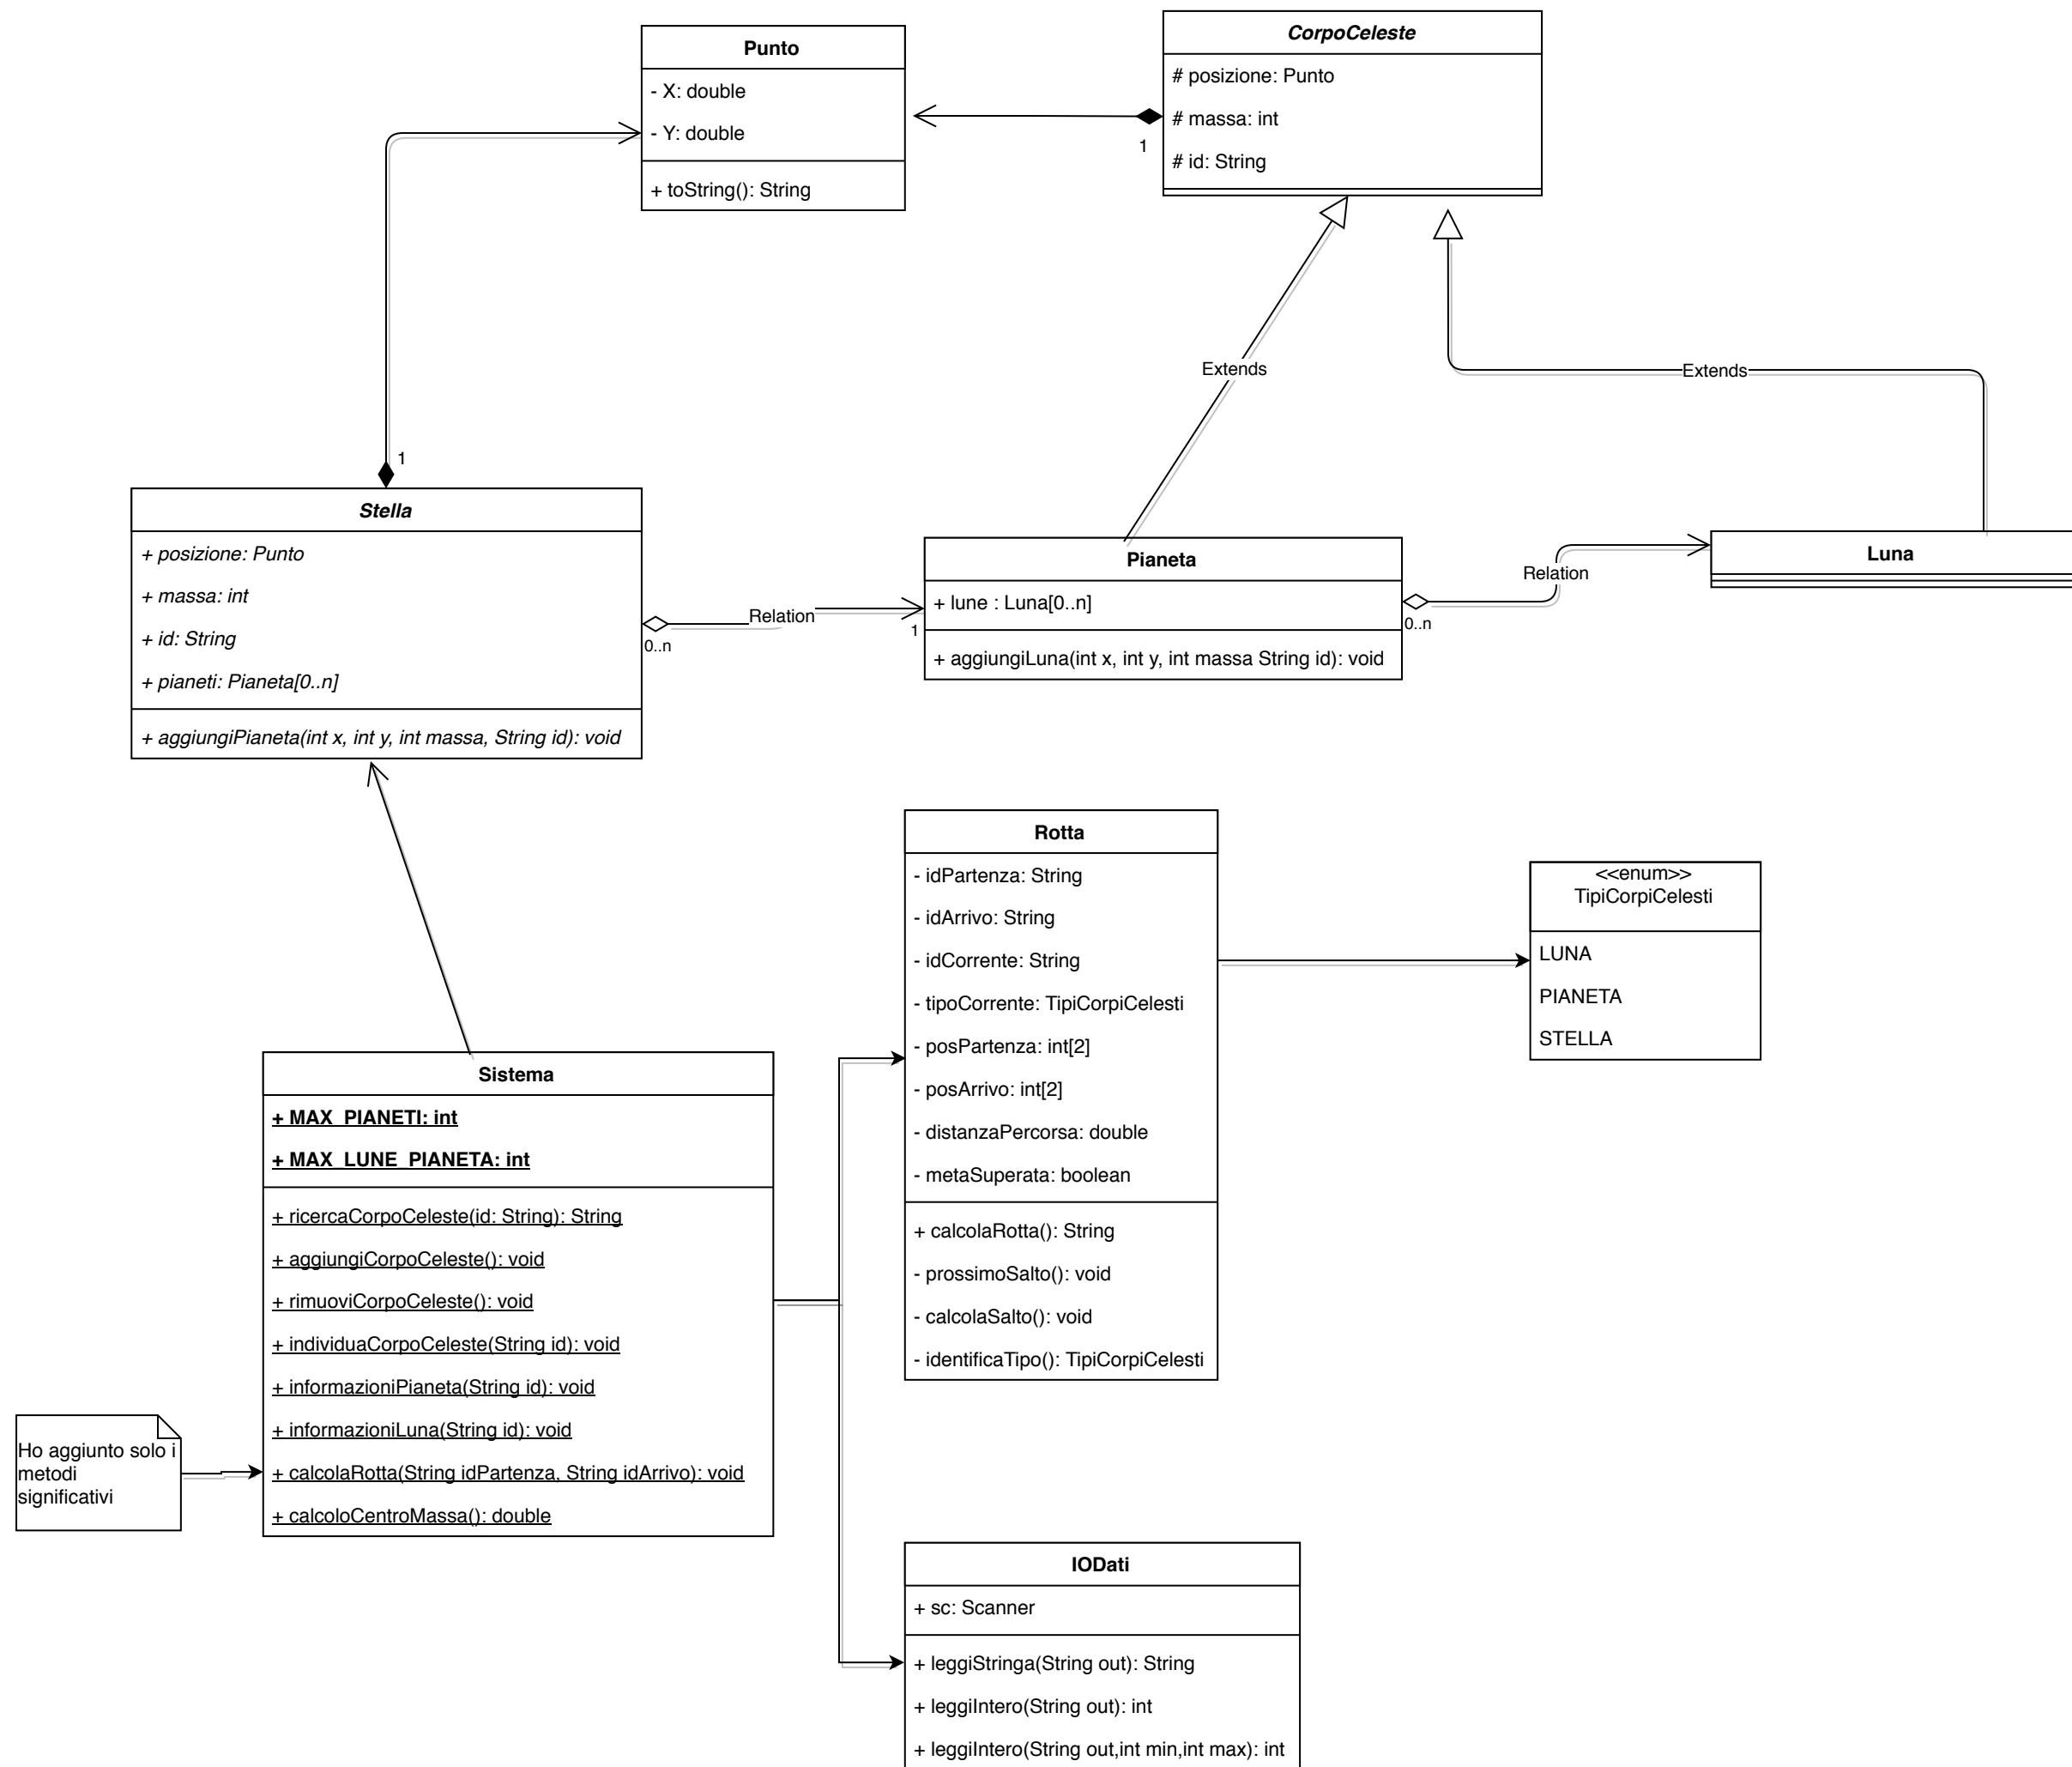 Punto
- X: double
- Y: double
+ toString(): String
CorpoCeleste
# posizione: Punto
# massa: int
# id: String
1
Extends
Extends
1
Stella
+ posizione: Punto
+ massa: int
+ id: String
+ pianeti: Pianeta[0..n]
+ aggiungiPianeta(int x, int y, int massa, String id): void
0..n
Relation
1
Pianeta
+ lune : Luna[0..n]
+ aggiungiLuna(int x, int y, int massa String id): void
0..n
Relation
Luna
Rotta
- idPartenza: String
- idArrivo: String
- idCorrente: String
- tipoCorrente: TipiCorpiCelesti
- posPartenza: int[2]
- posArrivo: int[2]
- distanzaPercorsa: double
- metaSuperata: boolean
+ calcolaRotta(): String
- prossimoSalto(): void
- calcolaSalto(): void
- identificaTipo(): TipiCorpiCelesti
<<enum>>
TipiCorpiCelesti
LUNA
PIANETA
STELLA
Sistema
+ MAX_PIANETI: int
+ MAX_LUNE_PIANETA: int
+ ricercaCorpoCeleste(id: String): String
+ aggiungiCorpoCeleste(): void
+ rimuoviCorpoCeleste(): void
+ individuaCorpoCeleste(String id): void
+ informazioniPianeta(String id): void
+ informazioniLuna(String id): void
+ calcolaRotta(String idPartenza, String idArrivo): void
+ calcoloCentroMassa(): double
Ho aggiunto solo i
metodi
significativi
IODati
+ sc: Scanner
+ leggiStringa(String out): String
+ leggiIntero(String out): int
+ leggiIntero(String out,int min,int max): int